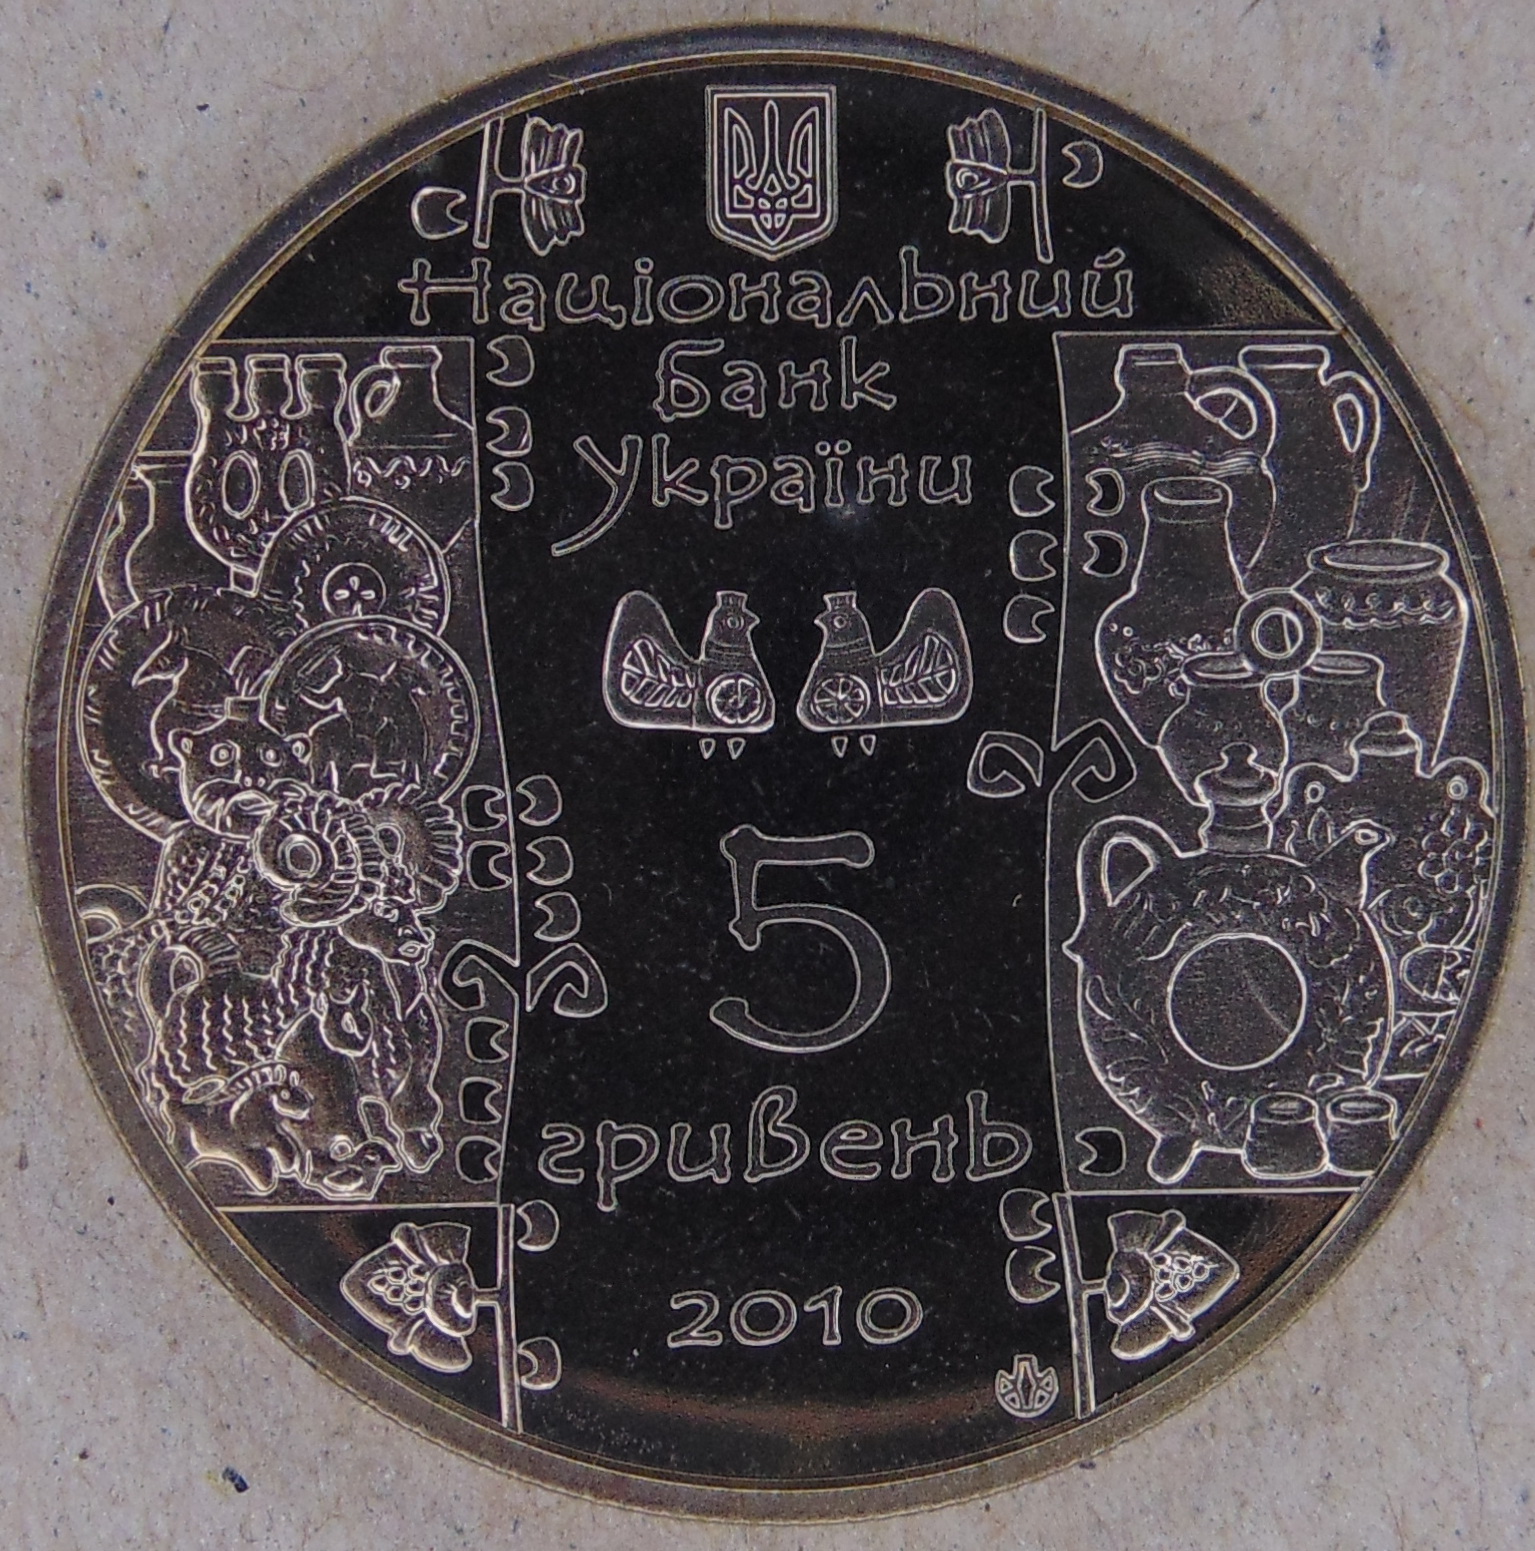 Національний
Банк
України
5
гривень
2010